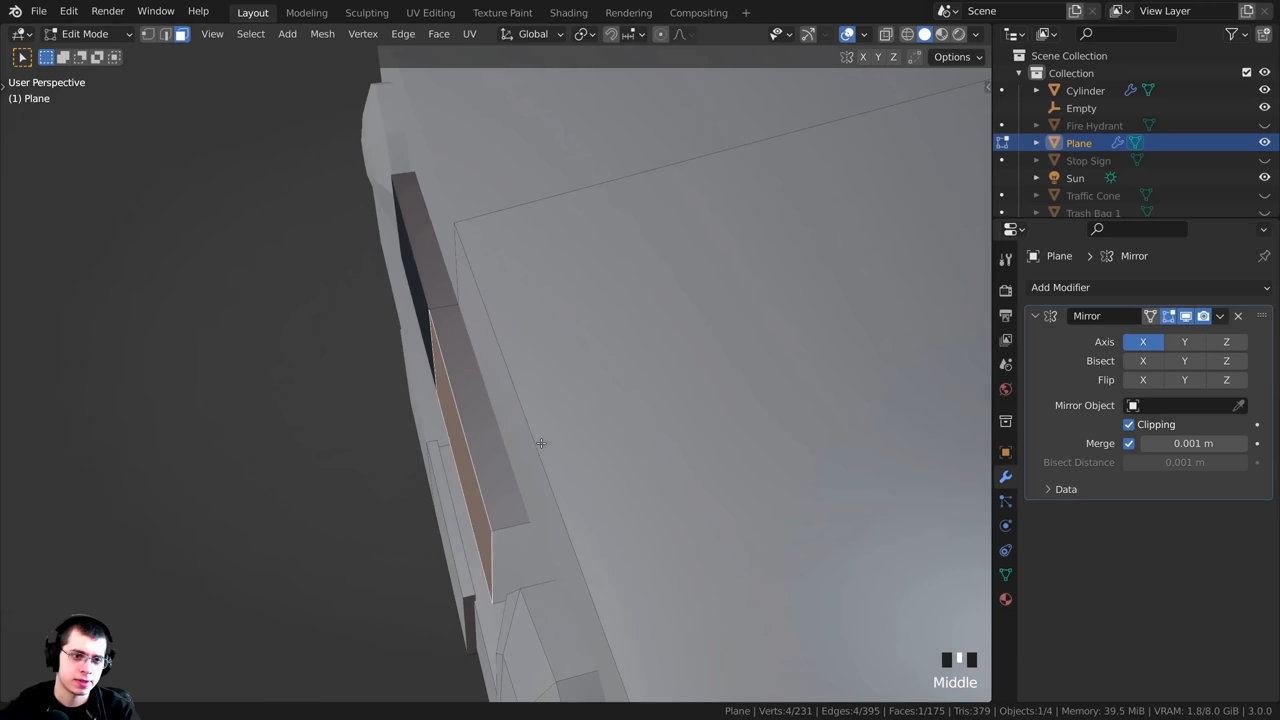 File Edit Render Window Help Layout Modeling Sculpting UV Editing Texture Paint Shading Rendering Compositing Scene View Layer
Edit Mode View Select Add Mesh Vertex Edge Face UV Global
X Y Z Options
User Perspective
(1) Plane
Scene Collection
Collection
Cylinder
Empty
Fire Hydrant
Plane
Stop Sign
Sun
Traffic Cone
Trash Bag 1
Plane > Mirror
Add Modifier
Mirror
Axis X Y Z
Bisect X Y Z
Flip X Y Z
Mirror Object
Clipping
Merge 0.001 m
Bisect Distance 0.001 m
Data
Middle
Plane | Verts:4/231 | Edges:4/395 | Faces:1/175 | Tris:379 | Objects:1/4 | Memory: 39.5 MiB | VRAM: 1.8/8.0 GiB | 3.0.0